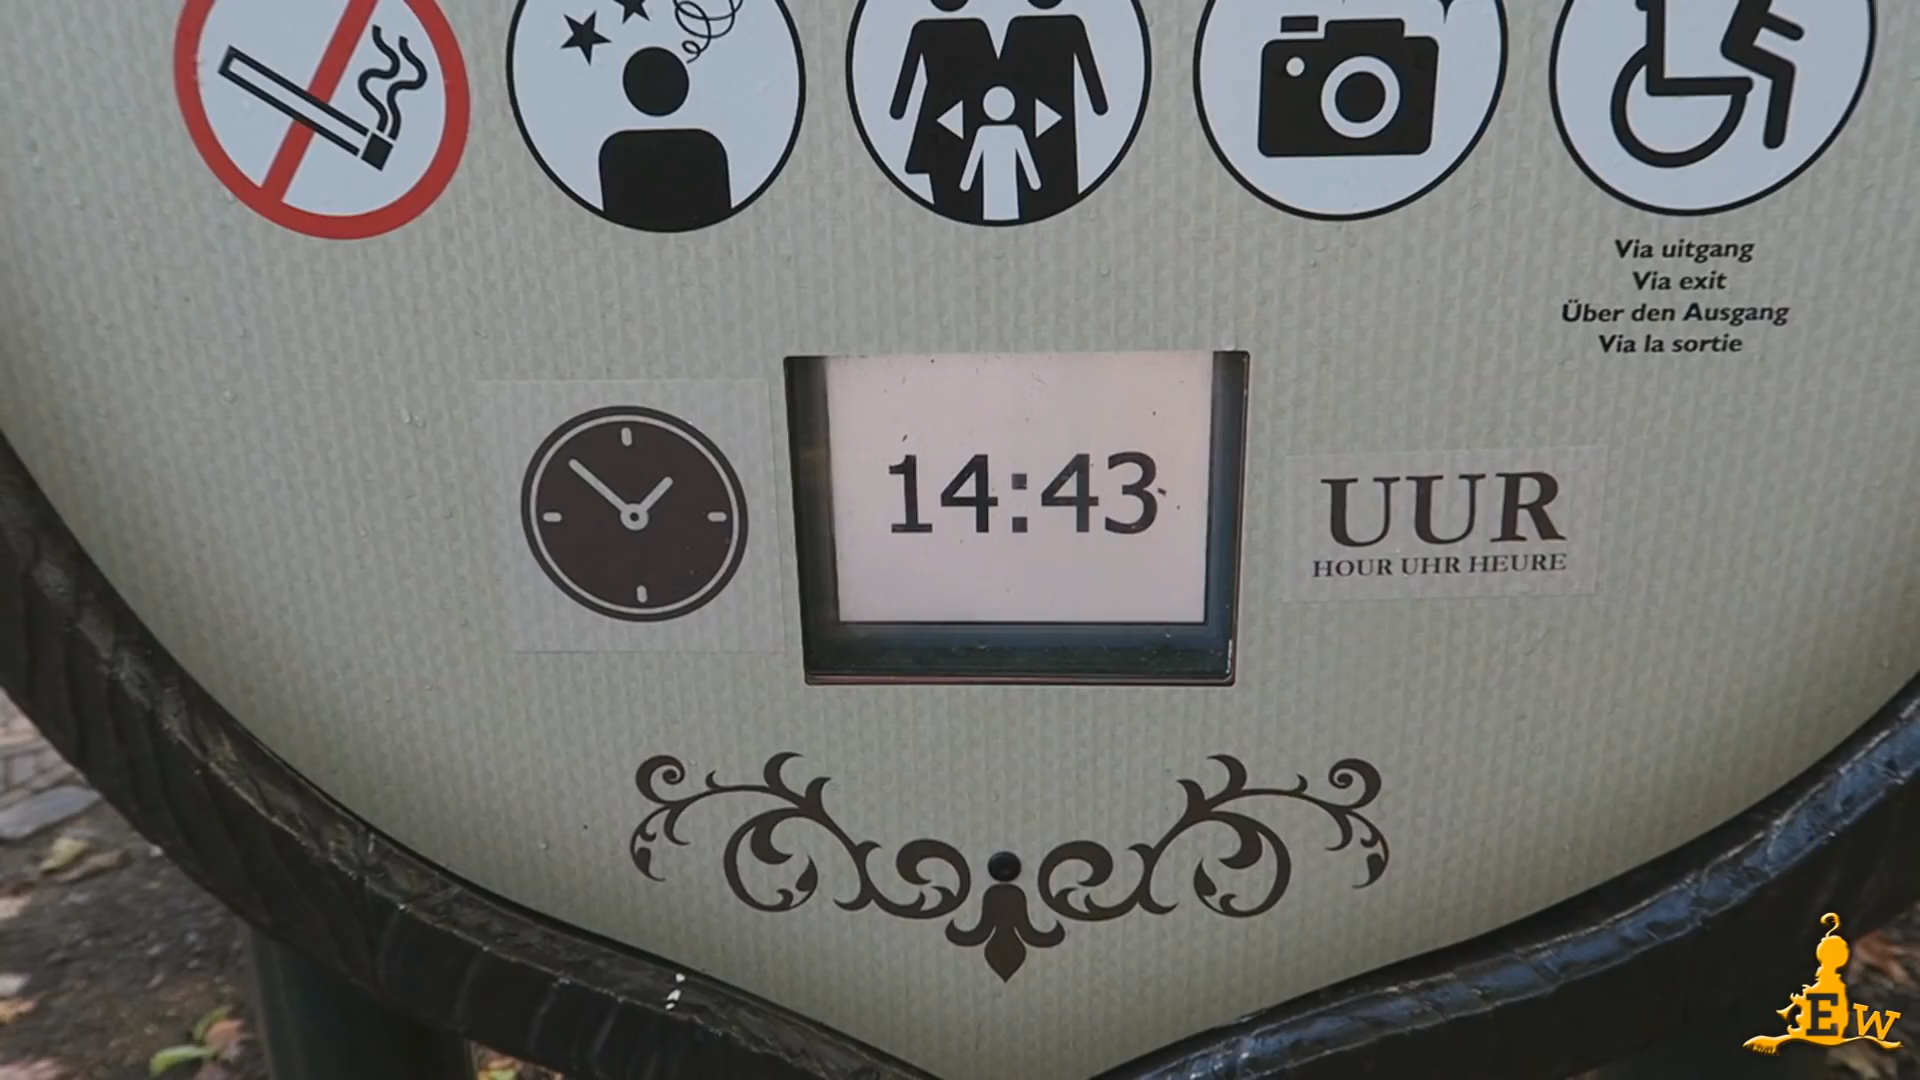 Via uitgang
Via exit
Über den Ausgang
Via la sortie
14:43
UUR
HOUR UHR HEURE
EW